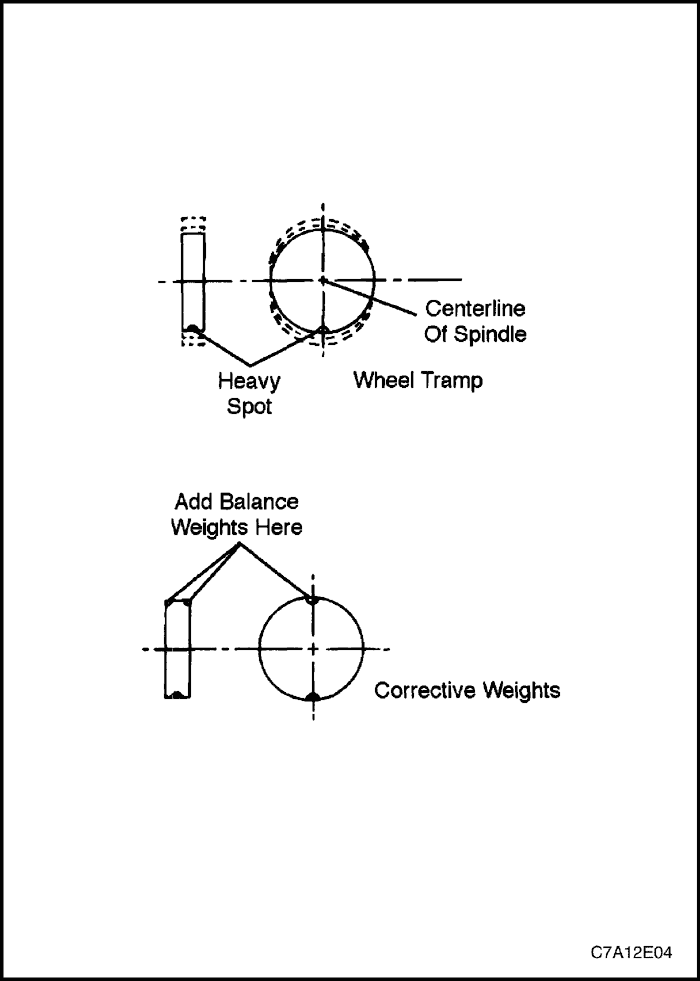 Centerline
Of Spindle
Heavy
Spot
Wheel Tramp
Add Balance
Weights Here
Corrective Weights
C7A12E04